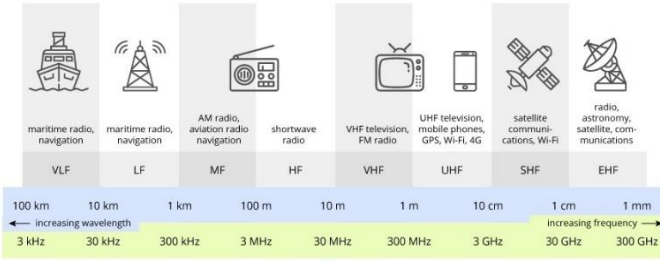 maritime radio,
navigation
maritime radio,
navigation
AM radio,
aviation radio
navigation
shortwave
radio
VHF television,
FM radio
UHF television,
mobile phones,
GPS, Wi-Fi, 4G
satellite
communi-
cations, Wi-Fi
radio,
astronomy,
satellite, com-
munications
VLF LF MF HF VHF UHF SHF EHF
100 km 10 km 1 km 100 m 10 m 1 m 10 cm 1 cm 1 mm
increasing wavelength increasing frequency
3 kHz 30 kHz 300 kHz 3 MHz 30 MHz 300 MHz 3 GHz 30 GHz 300 GHz